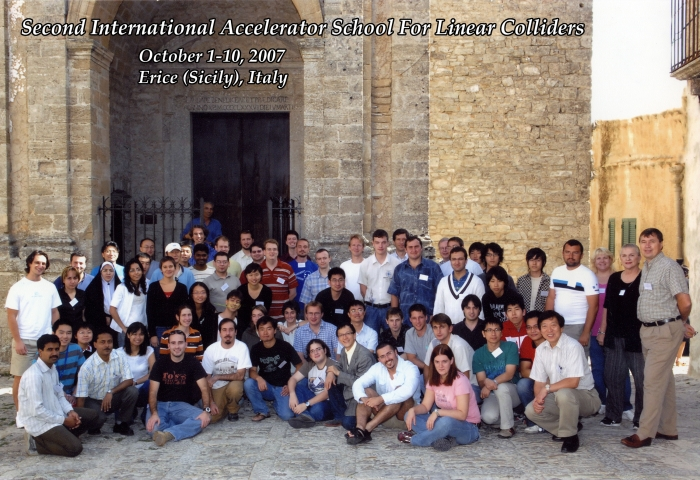 Second International Accelerator School For Linear Colliders
October 1-10, 2007
Erice (Sicily), Italy